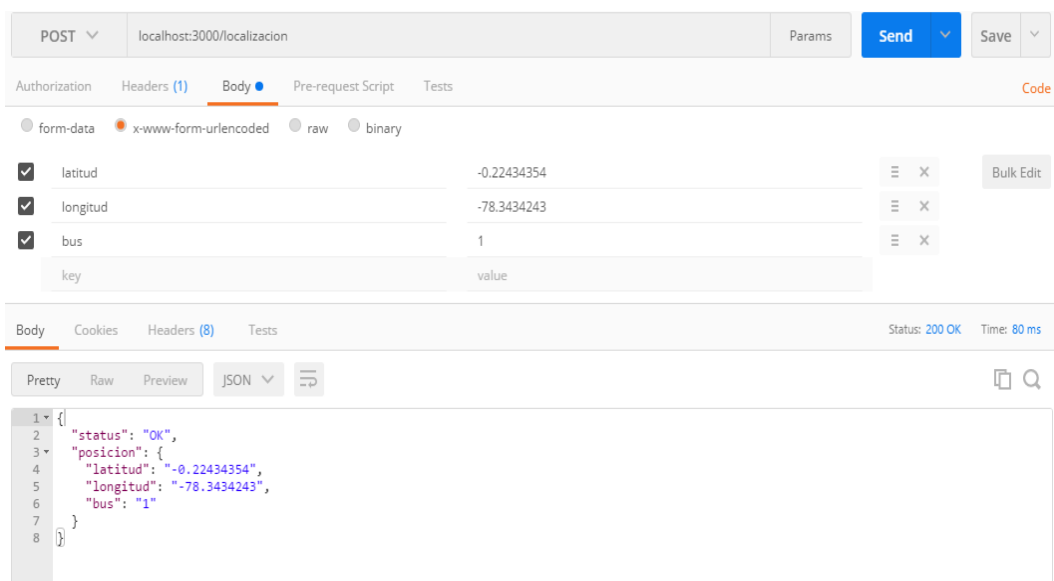 POST localhost:3000/localizacion Params Send Save
Authorization Headers (1) Body Pre-request Script Tests Code
form-data x-www-form-urlencoded raw binary
latitud -0.22434354 Bulk Edit
longitud -78.3434243
bus 1
key value
Body Cookies Headers (8) Tests Status: 200 OK Time: 80 ms
Pretty Raw Preview JSON
1 {
2 "status": "OK",
3 "posicion": {
4 "latitud": "-0.22434354",
5 "longitud": "-78.3434243",
6 "bus": "1"
7 }
8 }